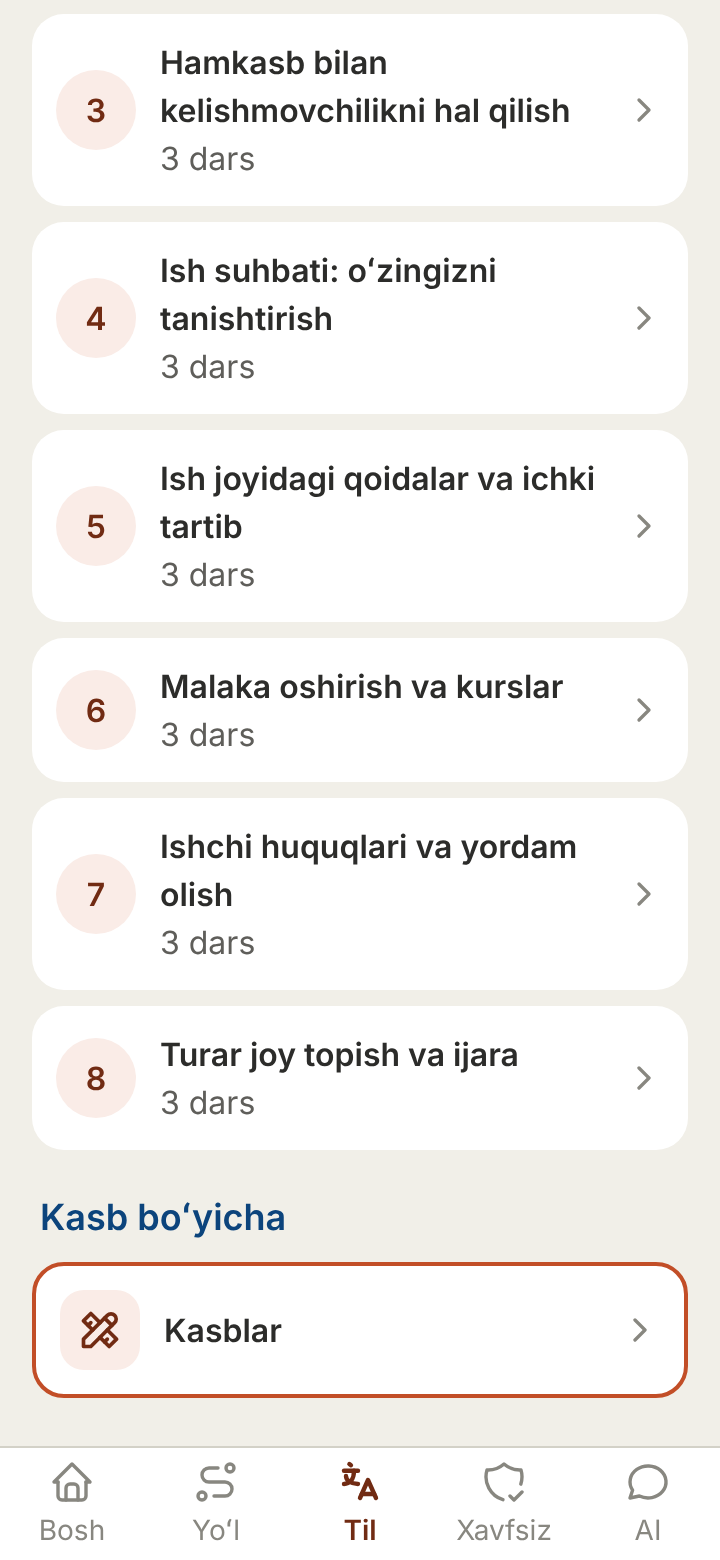 3
Hamkasb bilan
kelishmovchilikni hal qilish
3 dars
4
Ish suhbati: oʻzingizni
tanishtirish
3 dars
5
Ish joyidagi qoidalar va ichki
tartib
3 dars
6
Malaka oshirish va kurslar
3 dars
7
Ishchi huquqlari va yordam
olish
3 dars
8
Turar joy topish va ijara
3 dars
Kasb boʻyicha
Kasblar
Bosh
Yoʻl
Til
Xavfsiz
AI